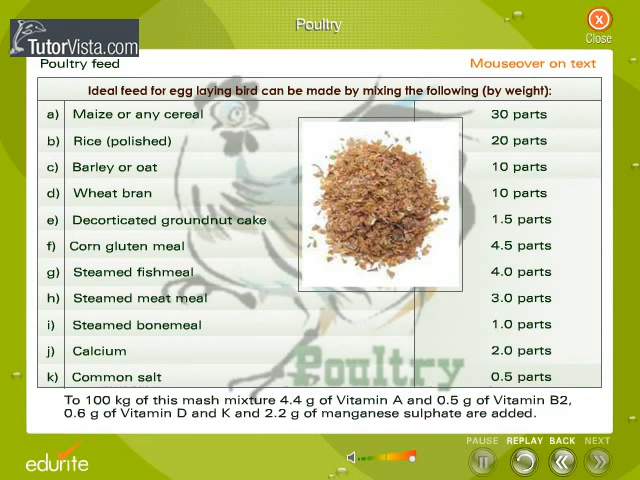 Poultry
TutorVista.com
X
Close
Poultry feed
Mouseover on text
Ideal feed for egg laying bird can be made by mixing the following (by weight):
a) Maize or any cereal 30 parts
b) Rice (polished) 20 parts
c) Barley or oat 10 parts
d) Wheat bran 10 parts
e) Decorticated groundnut cake 1.5 parts
f) Corn gluten meal 4.5 parts
g) Steamed fishmeal 4.0 parts
h) Steamed meat meal 3.0 parts
i) Steamed bonemeal 1.0 parts
j) Calcium 2.0 parts
k) Common salt 0.5 parts
Poultry
To 100 kg of this mash mixture 4.4 g of Vitamin A and 0.5 g of Vitamin B2,
0.6 g of Vitamin D and K and 2.2 g of manganese sulphate are added.
PAUSE REPLAY BACK NEXT
edurite